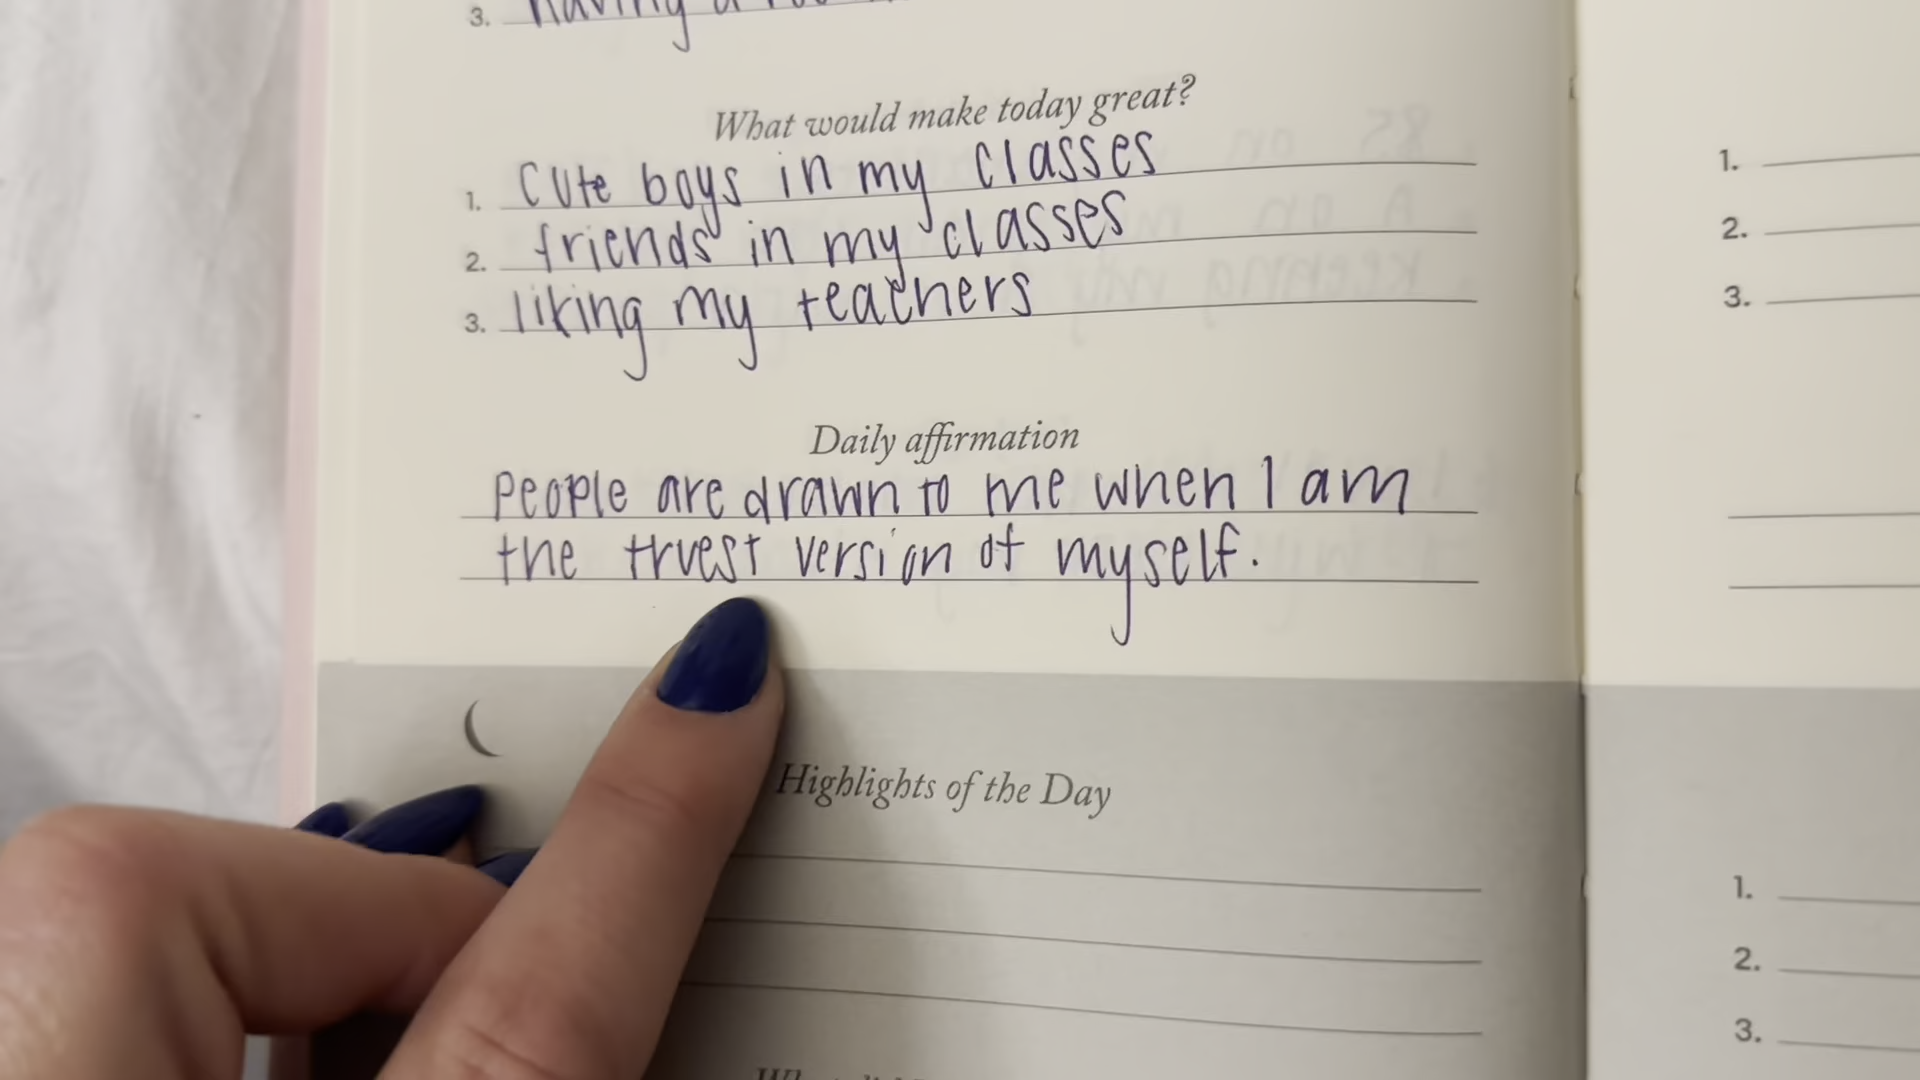 3. having a
What would make today great?
1. cute boys in my classes
2. friends in my classes
3. liking my teachers
Daily affirmation
People are drawn to me when I am
the truest version of myself.
Highlights of the Day
1.
2.
3.
1.
2.
3.